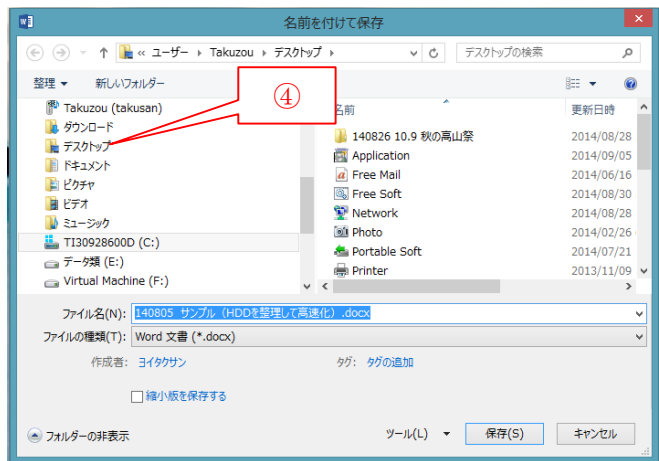 名前を付けて保存
« ユーザー › Takuzou › デスクトップ ›
デスクトップの検索
整理 ▼ 新しいフォルダー
④
名前 更新日時
Takuzou (takusan)
ダウンロード
デスクトップ
ドキュメント
ピクチャ
ビデオ
ミュージック
TI30928600D (C:)
データ類 (E:)
Virtual Machine (F:)
140826 10.9 秋の高山祭 2014/08/28
Application 2014/09/05
Free Mail 2014/06/16
Free Soft 2014/08/30
Network 2014/08/28
Photo 2014/02/26
Portable Soft 2014/07/21
Printer 2013/11/09
ファイル名(N): 140805 サンプル（HDDを整理して高速化）.docx
ファイルの種類(T): Word 文書 (*.docx)
作成者: ヨイタクサン タグ: タグの追加
縮小版を保存する
フォルダーの非表示 ツール(L) ▼ 保存(S) キャンセル